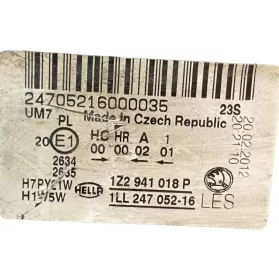 24705216000035 23S
UM7 Made in Czech Republic
PL HC HR A 1
20 E1 00 00 02 01
2634
H7PY21W HELLA 1Z2 941 018 P
H1W5W 1LL 247 052-16 LES
20.02.2012